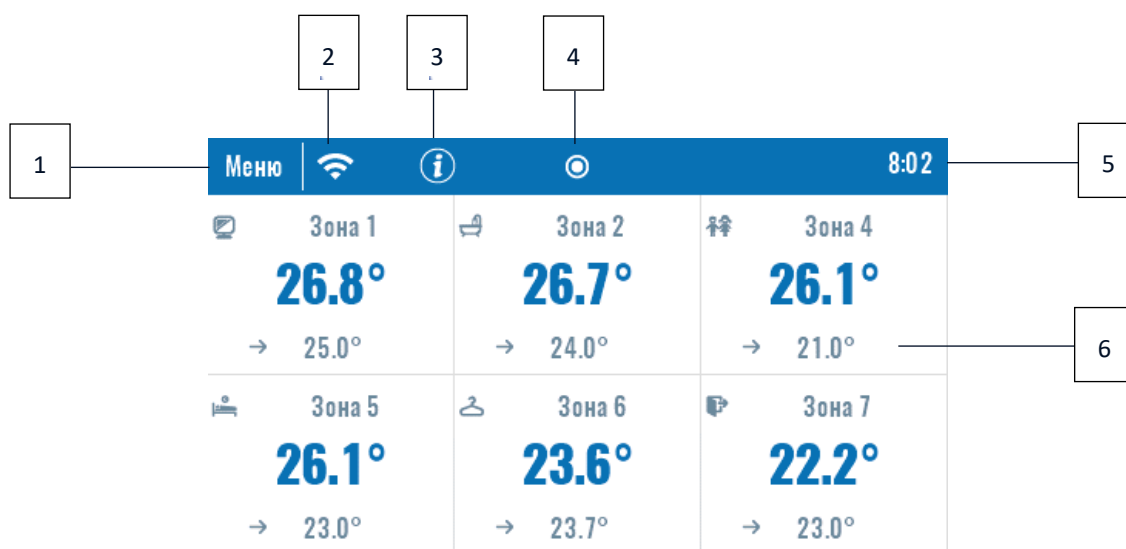 2 3 4
1 5
Меню 8:02
Зона 1 Зона 2 Зона 4
26.8° 26.7° 26.1°
→ 25.0° → 24.0° → 21.0°
6
Зона 5 Зона 6 Зона 7
26.1° 23.6° 22.2°
→ 23.0° → 23.7° → 23.0°